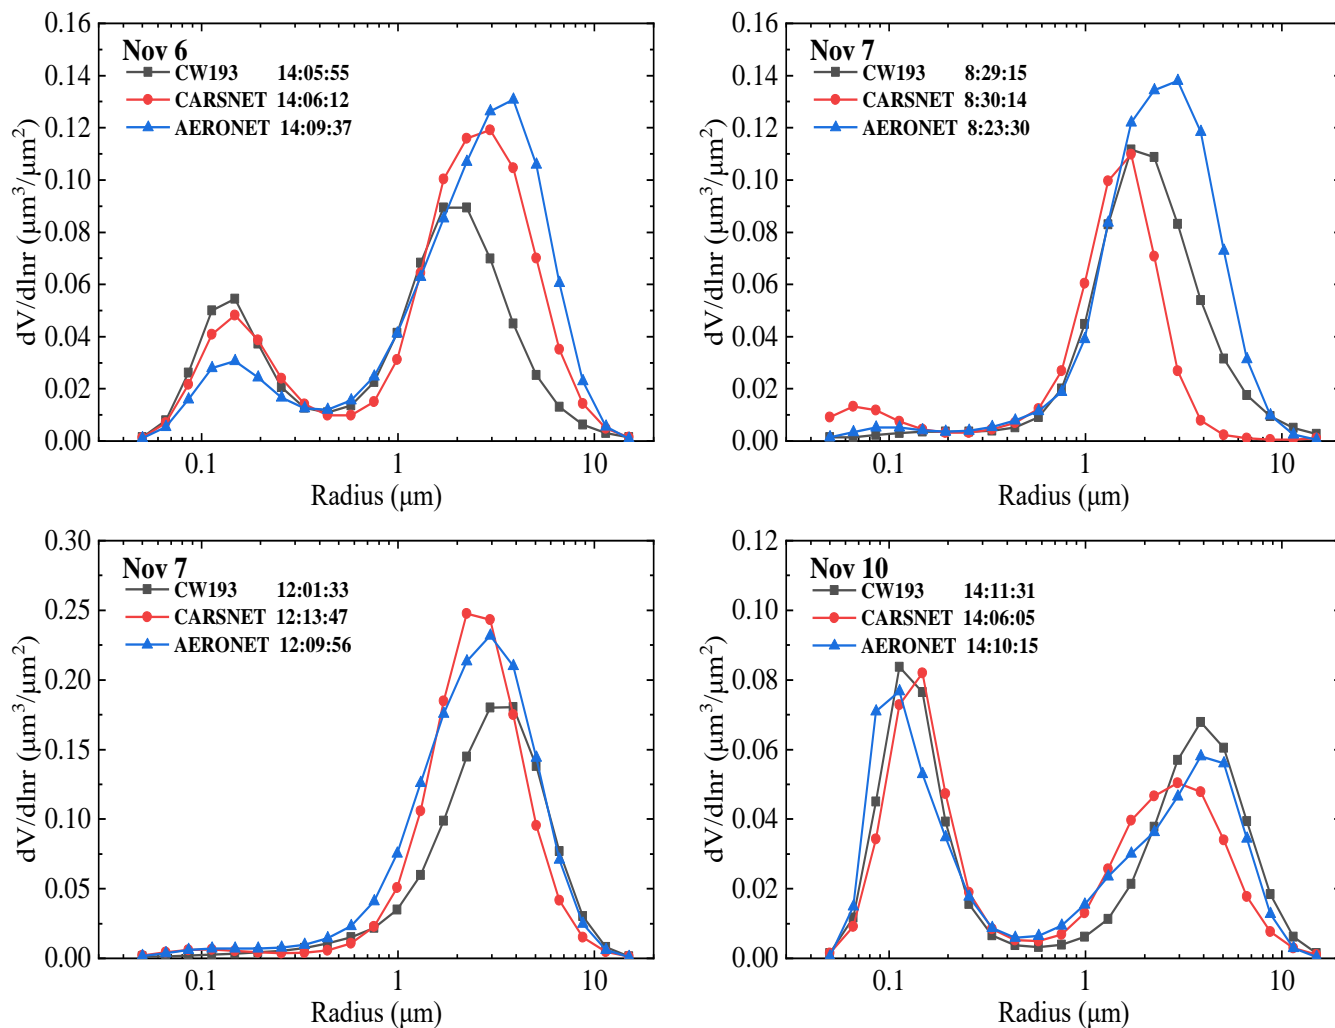 Nov 6
CW193 14:05:55
CARSNET 14:06:12
AERONET 14:09:37
0.16
0.14
0.12
0.10
0.08
0.06
0.04
0.02
0.00
dV/dlnr (μm³/μm²)
0.1 1 10
Radius (μm)
Nov 7
CW193 8:29:15
CARSNET 8:30:14
AERONET 8:23:30
0.16
0.14
0.12
0.10
0.08
0.06
0.04
0.02
0.00
dV/dlnr (μm³/μm²)
0.1 1 10
Radius (μm)
Nov 7
CW193 12:01:33
CARSNET 12:13:47
AERONET 12:09:56
0.30
0.25
0.20
0.15
0.10
0.05
0.00
dV/dlnr (μm³/μm²)
0.1 1 10
Radius (μm)
Nov 10
CW193 14:11:31
CARSNET 14:06:05
AERONET 14:10:15
0.12
0.10
0.08
0.06
0.04
0.02
0.00
dV/dlnr (μm³/μm²)
0.1 1 10
Radius (μm)